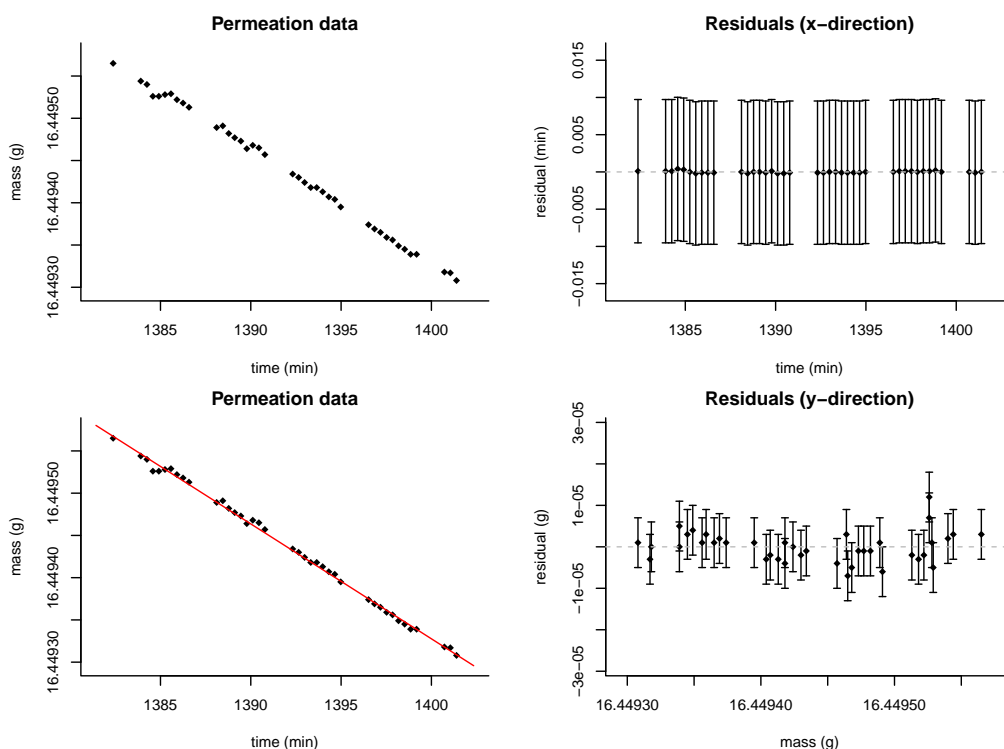 Permeation data
mass (g)
16.44950
16.44940
16.44930
1385
1390
1395
1400
time (min)
Residuals (x−direction)
residual (min)
0.015
0.005
−0.005
−0.015
1385
1390
1395
1400
time (min)
Permeation data
mass (g)
16.44950
16.44940
16.44930
1385
1390
1395
1400
time (min)
Residuals (y−direction)
residual (g)
3e−05
1e−05
−1e−05
−3e−05
16.44930
16.44940
16.44950
mass (g)